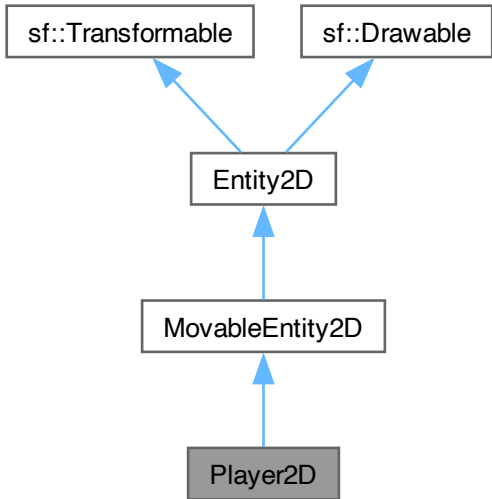 sf::Transformable
sf::Drawable
Entity2D
MovableEntity2D
Player2D